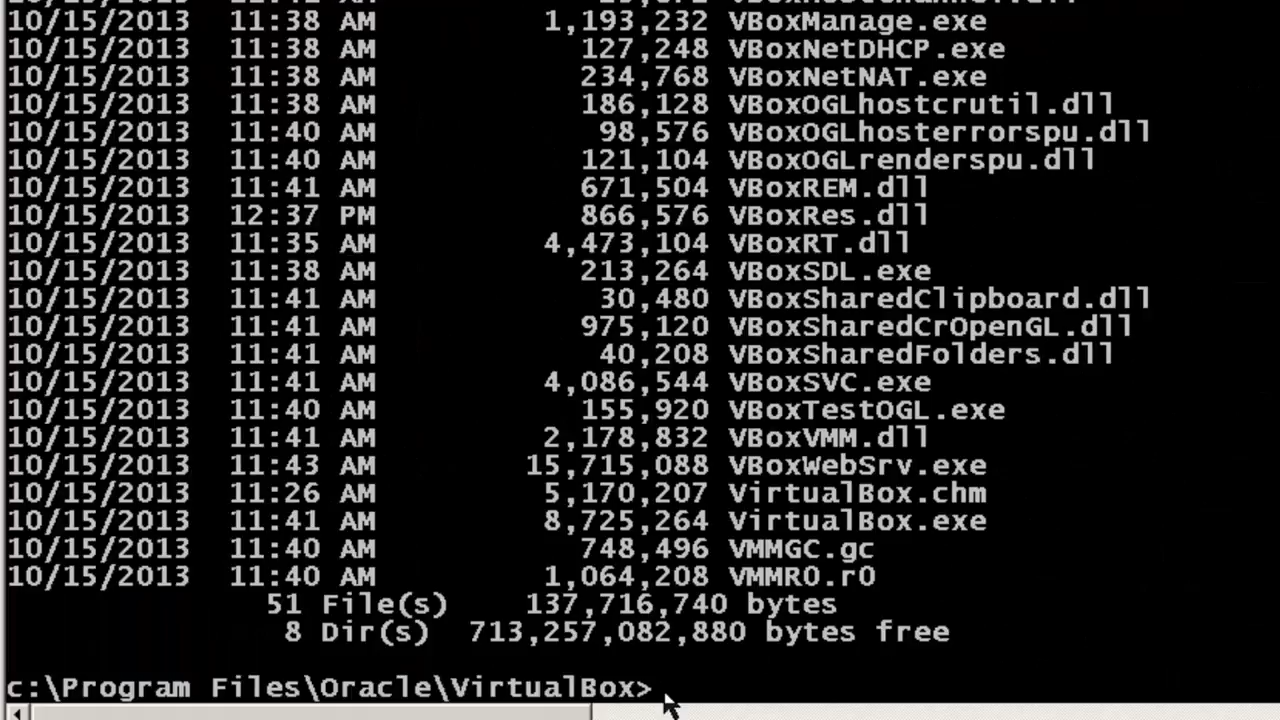 10/15/2013 11:38 AM 1,193,232 VBoxManage.exe
10/15/2013 11:38 AM 127,248 VBoxNetDHCP.exe
10/15/2013 11:38 AM 234,768 VBoxNetNAT.exe
10/15/2013 11:38 AM 186,128 VBoxOGLhostcrutil.dll
10/15/2013 11:40 AM 98,576 VBoxOGLhosterrorspu.dll
10/15/2013 11:40 AM 121,104 VBoxOGLrenderspu.dll
10/15/2013 11:41 AM 671,504 VBoxREM.dll
10/15/2013 12:37 PM 866,576 VBoxRes.dll
10/15/2013 11:35 AM 4,473,104 VBoxRT.dll
10/15/2013 11:38 AM 213,264 VBoxSDL.exe
10/15/2013 11:41 AM 30,480 VBoxSharedClipboard.dll
10/15/2013 11:41 AM 975,120 VBoxSharedCrOpenGL.dll
10/15/2013 11:41 AM 40,208 VBoxSharedFolders.dll
10/15/2013 11:41 AM 4,086,544 VBoxSVC.exe
10/15/2013 11:40 AM 155,920 VBoxTestOGL.exe
10/15/2013 11:41 AM 2,178,832 VBoxVMM.dll
10/15/2013 11:43 AM 15,715,088 VBoxWebSrv.exe
10/15/2013 11:26 AM 5,170,207 VirtualBox.chm
10/15/2013 11:41 AM 8,725,264 VirtualBox.exe
10/15/2013 11:40 AM 748,496 VMMGC.gc
10/15/2013 11:40 AM 1,064,208 VMMR0.r0
51 File(s) 137,716,740 bytes
8 Dir(s) 713,257,082,880 bytes free
c:\Program Files\Oracle\VirtualBox>